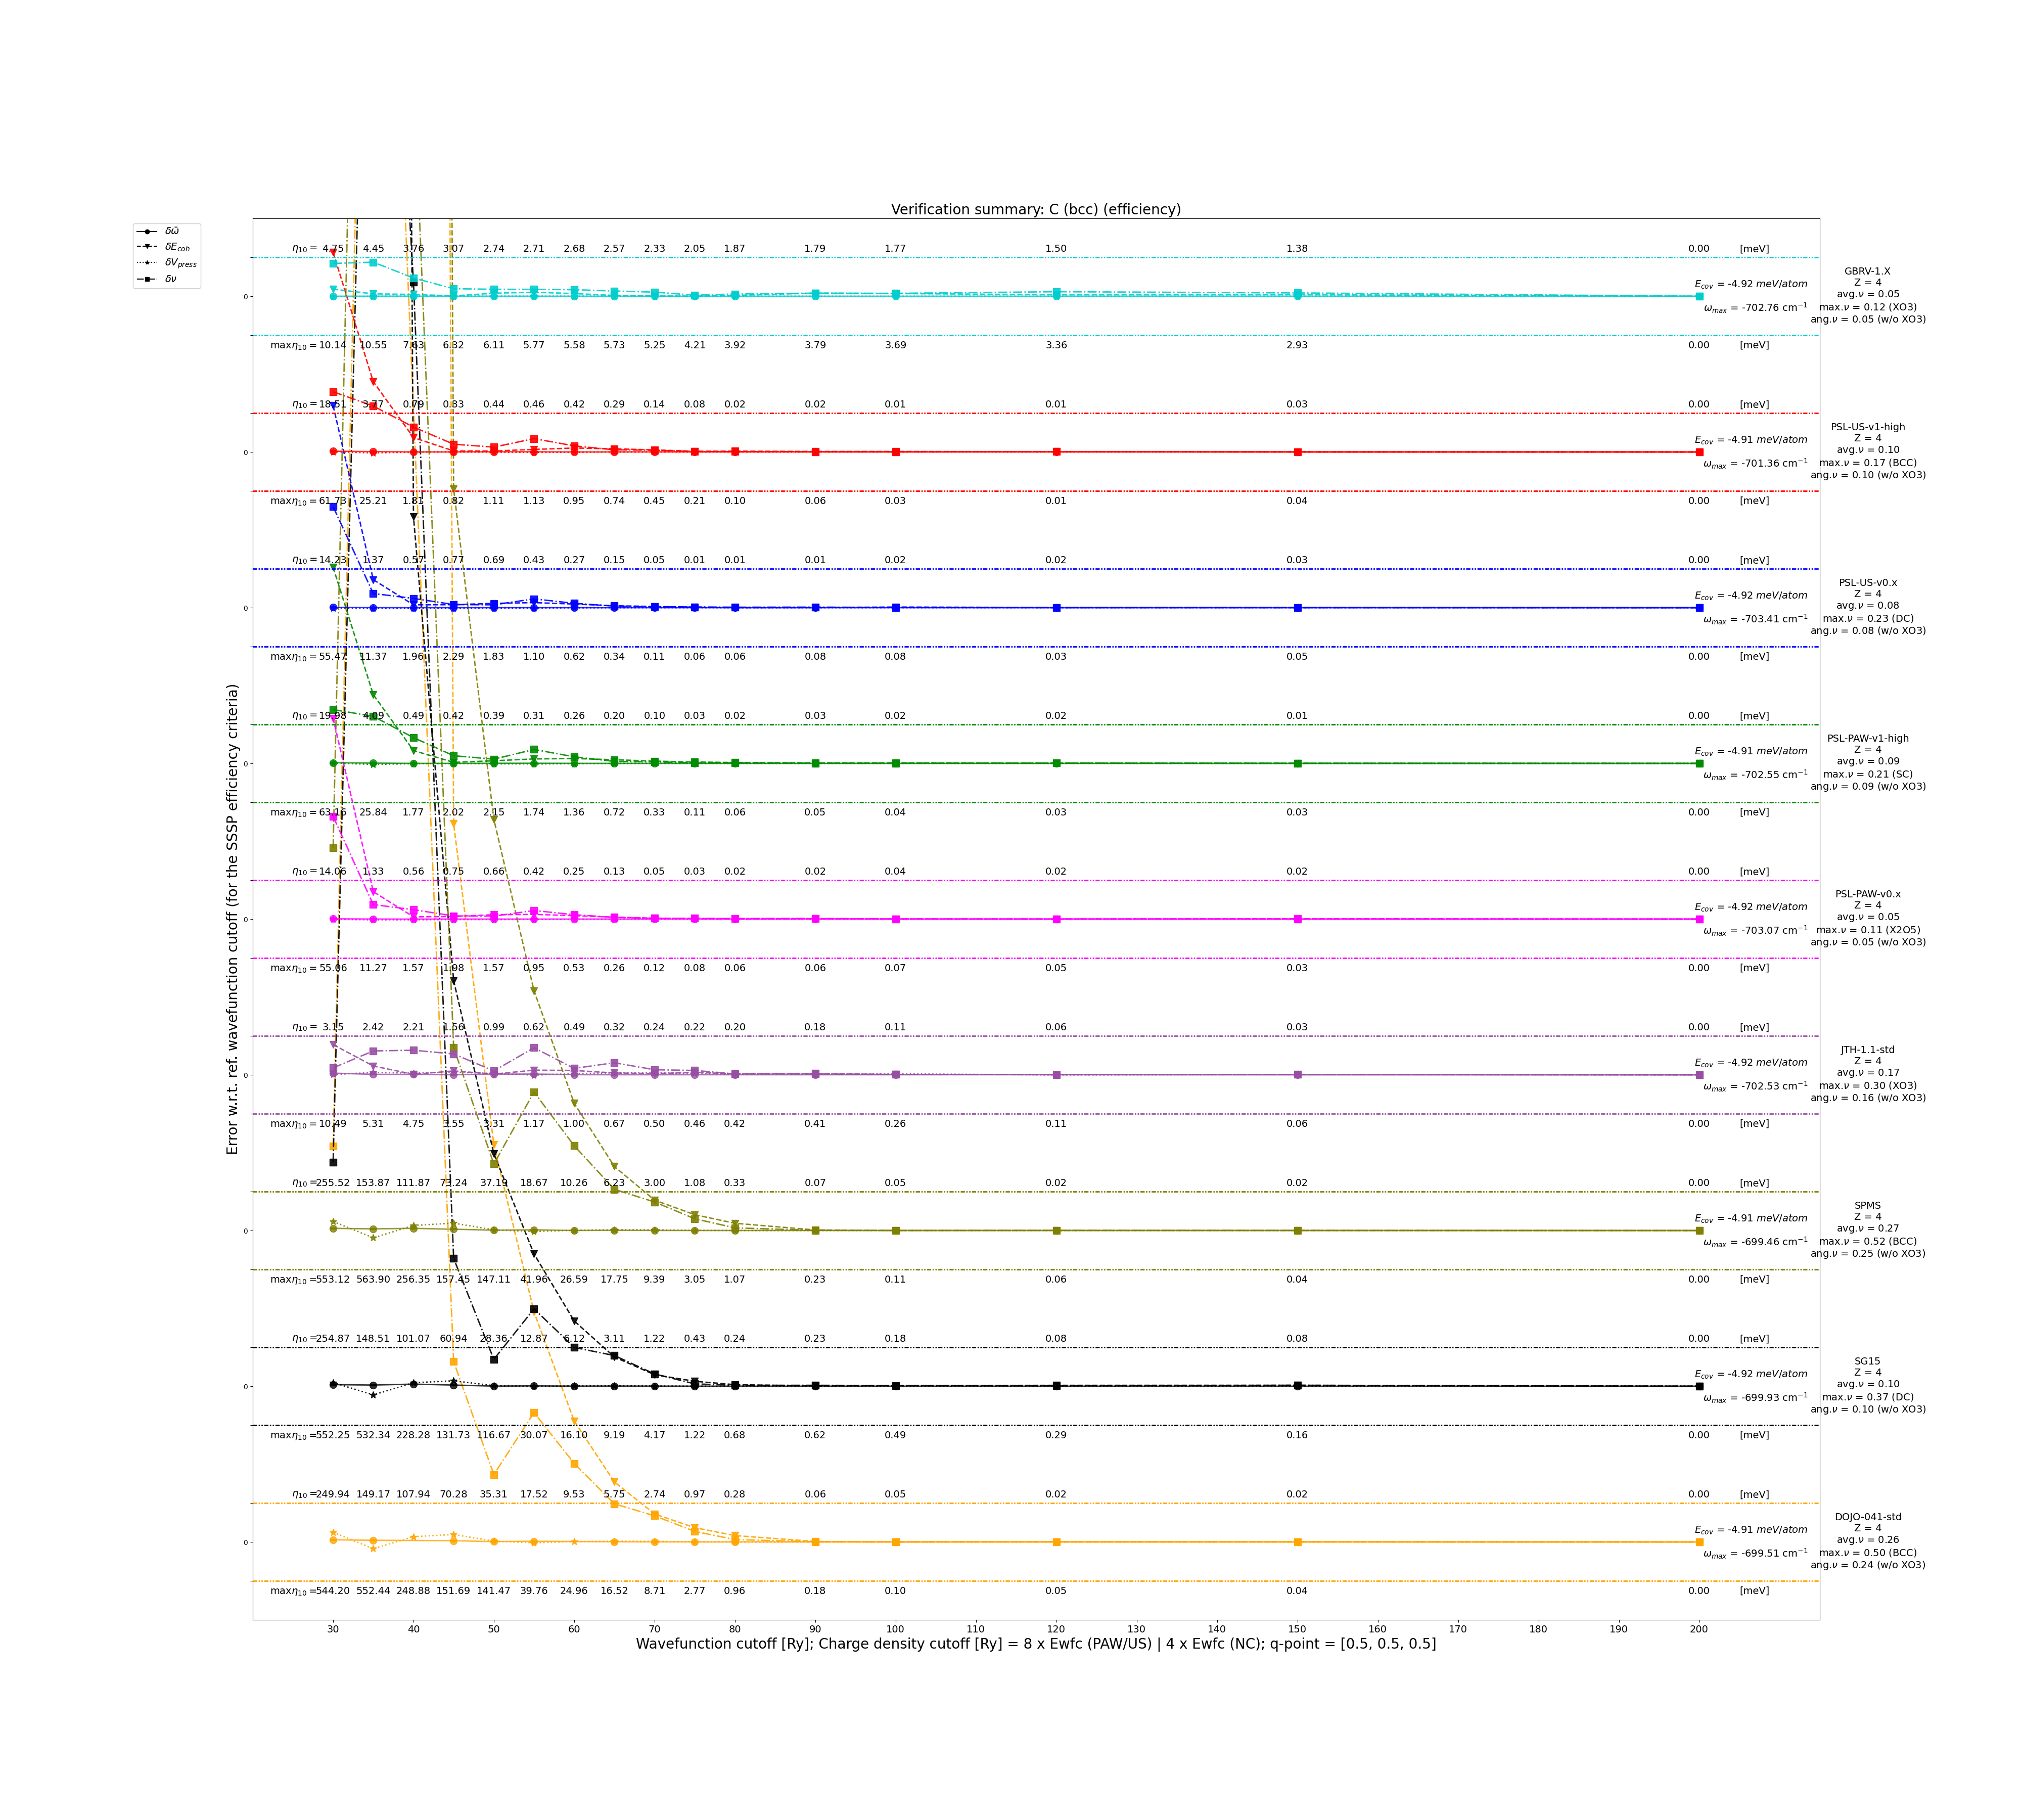 Verification summary: C (bcc) (efficiency)
δω̄
δE_coh
δV_press
δν
Error w.r.t. ref. wavefunction cutoff (for the SSSP efficiency criteria)
η₁₀ = 4.75 4.45 3.76 3.07 2.74 2.71 2.68 2.57 2.33 2.05 1.87 1.79 1.77 1.50 1.38 0.00 [meV]
0
E_cov = -4.92 meV/atom
ω_max = -702.76 cm⁻¹
GBRV-1.X
Z = 4
avg.ν = 0.05
max.ν = 0.12 (XO3)
ang.ν = 0.05 (w/o XO3)
maxη₁₀ = 10.14 10.55 7.63 6.32 6.11 5.77 5.58 5.73 5.25 4.21 3.92 3.79 3.69 3.36 2.93 0.00 [meV]
η₁₀ = 18.51 3.77 0.79 0.33 0.44 0.46 0.42 0.29 0.14 0.08 0.02 0.02 0.01 0.01 0.03 0.00 [meV]
0
E_cov = -4.91 meV/atom
ω_max = -701.36 cm⁻¹
PSL-US-v1-high
Z = 4
avg.ν = 0.10
max.ν = 0.17 (BCC)
ang.ν = 0.10 (w/o XO3)
maxη₁₀ = 61.73 25.21 1.81 0.82 1.11 1.13 0.95 0.74 0.45 0.21 0.10 0.06 0.03 0.01 0.04 0.00 [meV]
η₁₀ = 14.23 1.37 0.57 0.77 0.69 0.43 0.27 0.15 0.05 0.01 0.01 0.01 0.02 0.02 0.03 0.00 [meV]
0
E_cov = -4.92 meV/atom
ω_max = -703.41 cm⁻¹
PSL-US-v0.x
Z = 4
avg.ν = 0.08
max.ν = 0.23 (DC)
ang.ν = 0.08 (w/o XO3)
maxη₁₀ = 55.47 11.37 1.96 2.29 1.83 1.10 0.62 0.34 0.11 0.06 0.06 0.08 0.08 0.03 0.05 0.00 [meV]
η₁₀ = 19.98 4.09 0.49 0.42 0.39 0.31 0.26 0.20 0.10 0.03 0.02 0.03 0.02 0.02 0.01 0.00 [meV]
0
E_cov = -4.91 meV/atom
ω_max = -702.55 cm⁻¹
PSL-PAW-v1-high
Z = 4
avg.ν = 0.09
max.ν = 0.21 (SC)
ang.ν = 0.09 (w/o XO3)
maxη₁₀ = 63.16 25.84 1.77 2.02 2.15 1.74 1.36 0.72 0.33 0.11 0.06 0.05 0.04 0.03 0.03 0.00 [meV]
η₁₀ = 14.06 1.33 0.56 0.75 0.66 0.42 0.25 0.13 0.05 0.03 0.02 0.02 0.04 0.02 0.02 0.00 [meV]
0
E_cov = -4.92 meV/atom
ω_max = -703.07 cm⁻¹
PSL-PAW-v0.x
Z = 4
avg.ν = 0.05
max.ν = 0.11 (X2O5)
ang.ν = 0.05 (w/o XO3)
maxη₁₀ = 55.06 11.27 1.57 1.98 1.57 0.95 0.53 0.26 0.12 0.08 0.06 0.06 0.07 0.05 0.03 0.00 [meV]
η₁₀ = 3.15 2.42 2.21 1.56 0.99 0.62 0.49 0.32 0.24 0.22 0.20 0.18 0.11 0.06 0.03 0.00 [meV]
0
E_cov = -4.92 meV/atom
ω_max = -702.53 cm⁻¹
JTH-1.1-std
Z = 4
avg.ν = 0.17
max.ν = 0.30 (XO3)
ang.ν = 0.16 (w/o XO3)
maxη₁₀ = 10.49 5.31 4.75 3.55 3.31 1.17 1.00 0.67 0.50 0.46 0.42 0.41 0.26 0.11 0.06 0.00 [meV]
η₁₀ = 255.52 153.87 111.87 73.24 37.19 18.67 10.26 6.23 3.00 1.08 0.33 0.07 0.05 0.02 0.02 0.00 [meV]
0
E_cov = -4.91 meV/atom
ω_max = -699.46 cm⁻¹
SPMS
Z = 4
avg.ν = 0.27
max.ν = 0.52 (BCC)
ang.ν = 0.25 (w/o XO3)
maxη₁₀ = 553.12 563.90 256.35 157.45 147.11 41.96 26.59 17.75 9.39 3.05 1.07 0.23 0.11 0.06 0.04 0.00 [meV]
η₁₀ = 254.87 148.51 101.07 60.94 28.36 12.87 6.12 3.11 1.22 0.43 0.24 0.23 0.18 0.08 0.08 0.00 [meV]
0
E_cov = -4.92 meV/atom
ω_max = -699.93 cm⁻¹
SG15
Z = 4
avg.ν = 0.10
max.ν = 0.37 (DC)
ang.ν = 0.10 (w/o XO3)
maxη₁₀ = 552.25 532.34 228.28 131.73 116.67 30.07 16.10 9.19 4.17 1.22 0.68 0.62 0.49 0.29 0.16 0.00 [meV]
η₁₀ = 249.94 149.17 107.94 70.28 35.31 17.52 9.53 5.75 2.74 0.97 0.28 0.06 0.05 0.02 0.02 0.00 [meV]
0
E_cov = -4.91 meV/atom
ω_max = -699.51 cm⁻¹
DOJO-041-std
Z = 4
avg.ν = 0.26
max.ν = 0.50 (BCC)
ang.ν = 0.24 (w/o XO3)
maxη₁₀ = 544.20 552.44 248.88 151.69 141.47 39.76 24.96 16.52 8.71 2.77 0.96 0.18 0.10 0.05 0.04 0.00 [meV]
30 40 50 60 70 80 90 100 110 120 130 140 150 160 170 180 190 200
Wavefunction cutoff [Ry]; Charge density cutoff [Ry] = 8 x Ewfc (PAW/US) | 4 x Ewfc (NC); q-point = [0.5, 0.5, 0.5]